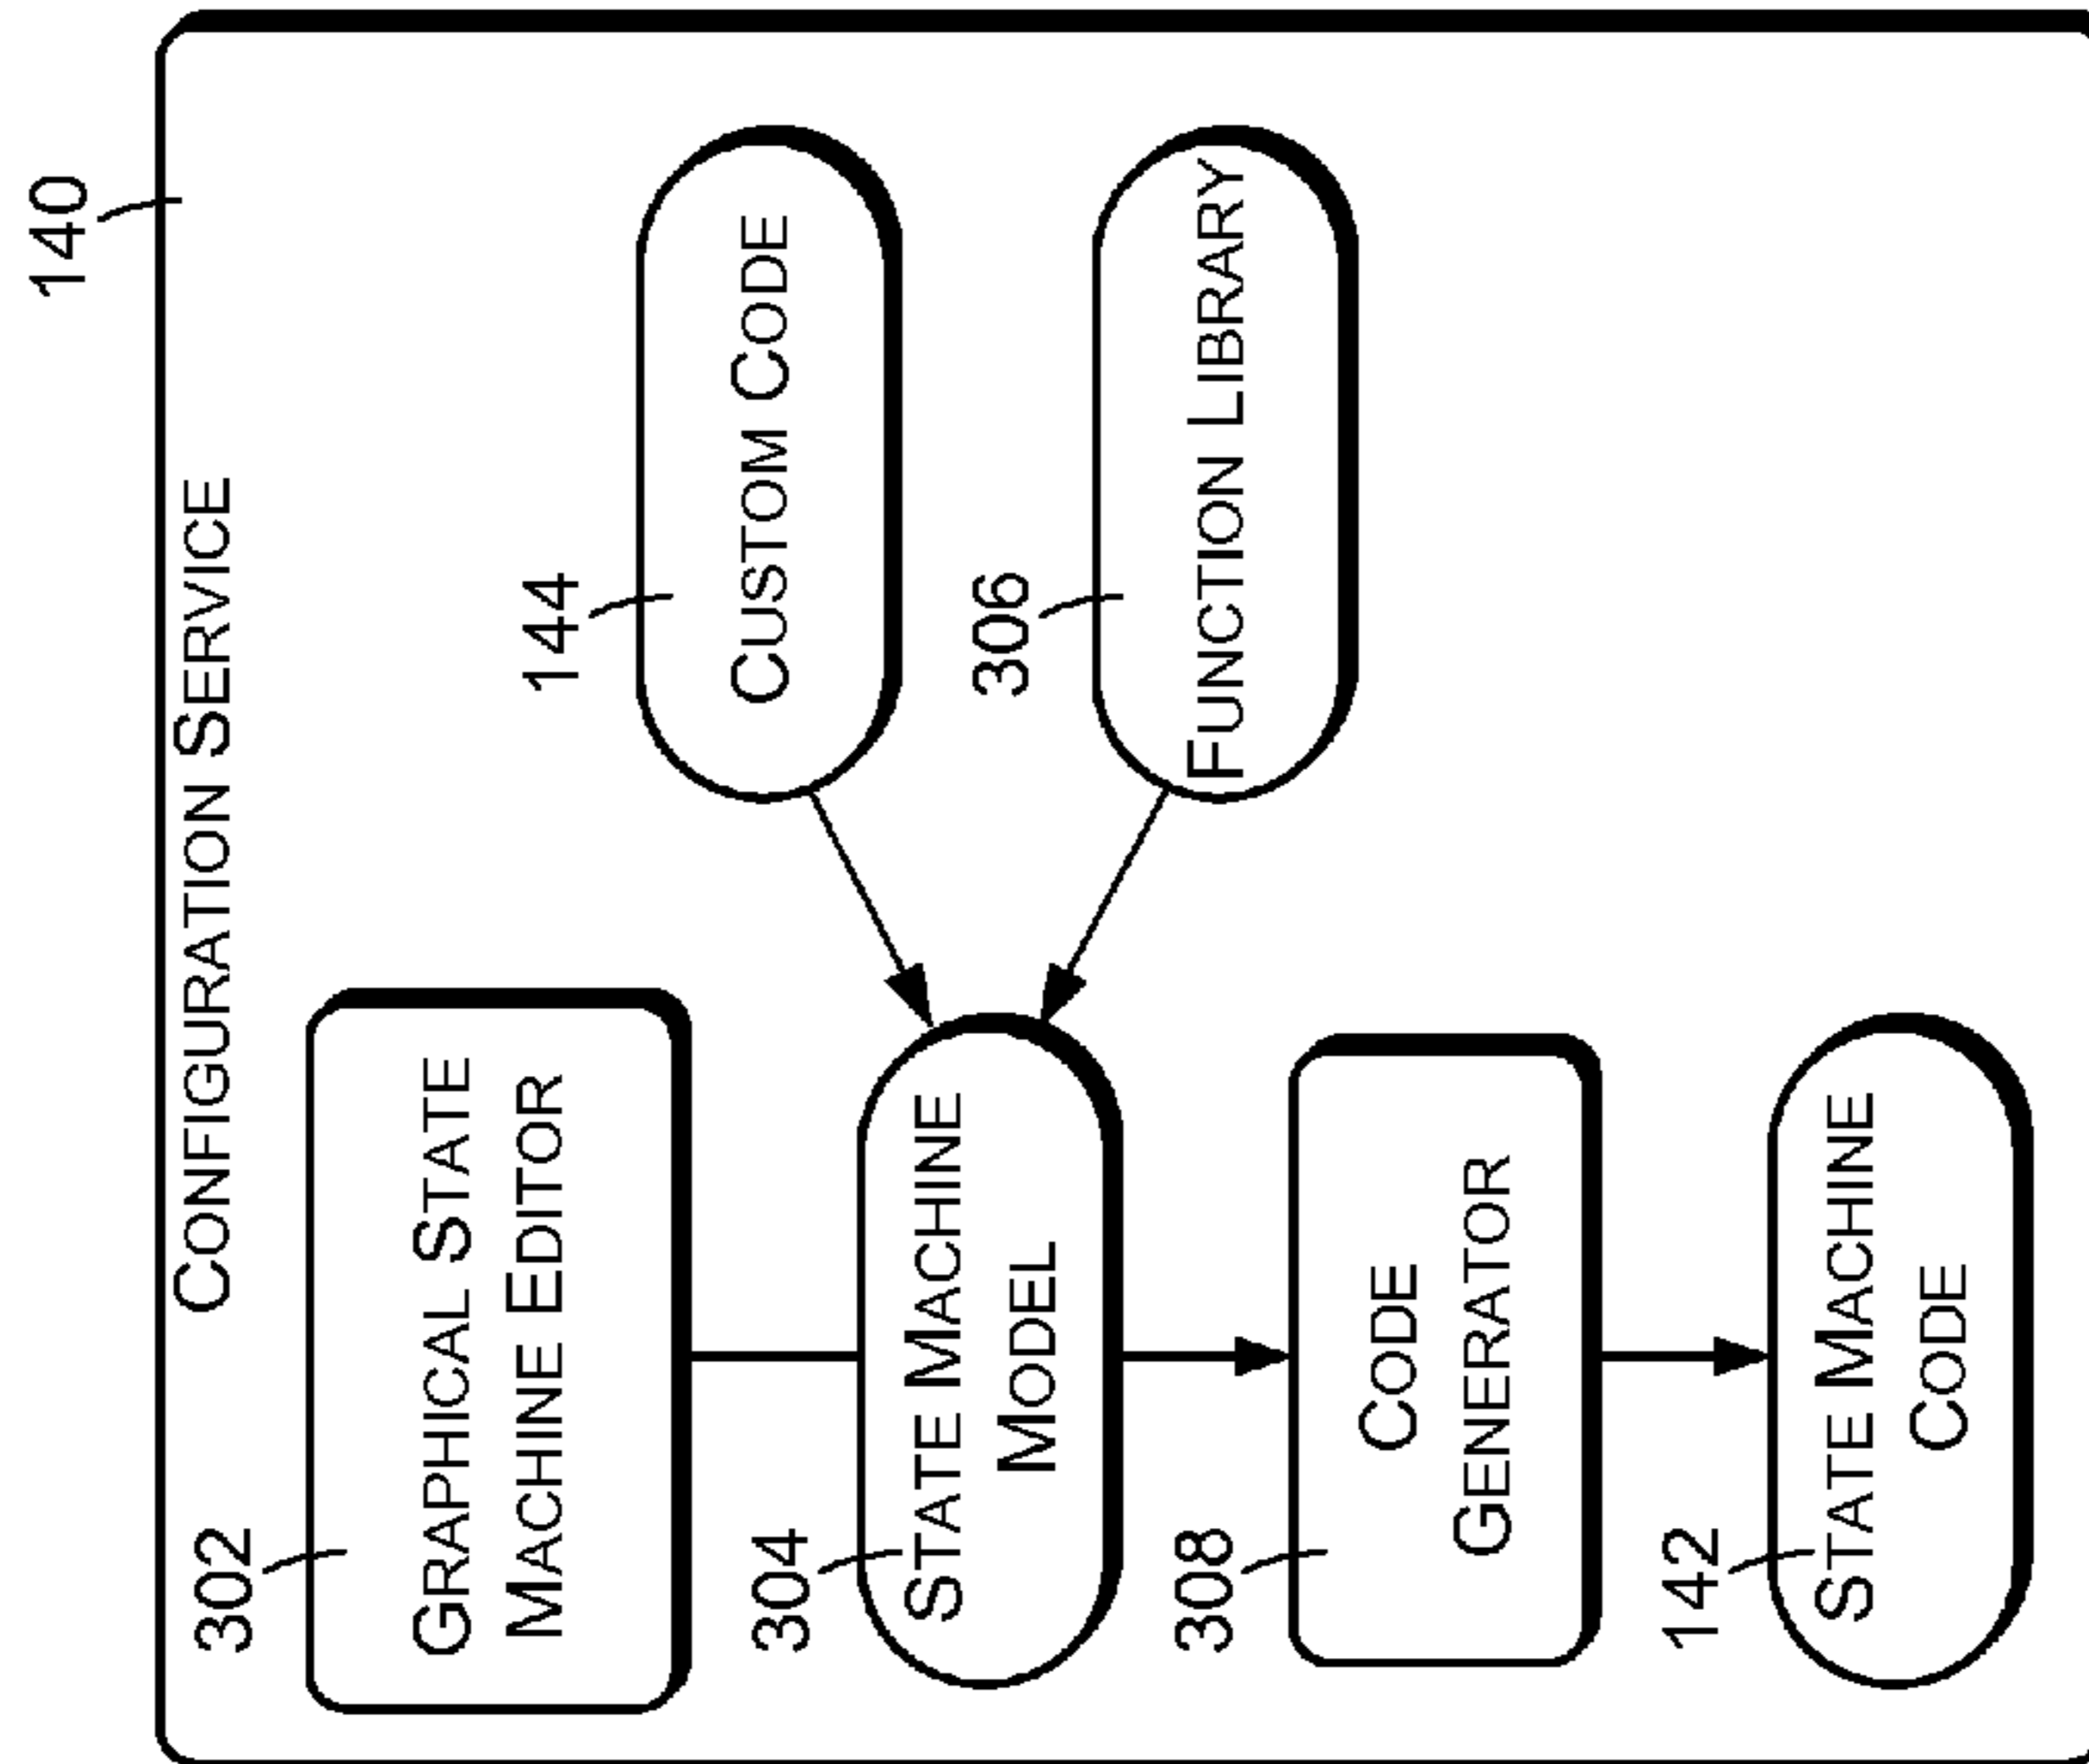 140
CONFIGURATION SERVICE
302
GRAPHICAL STATE
MACHINE EDITOR
304
STATE MACHINE
MODEL
144
CUSTOM CODE
306
FUNCTION LIBRARY
308
CODE
GENERATOR
142
STATE MACHINE
CODE